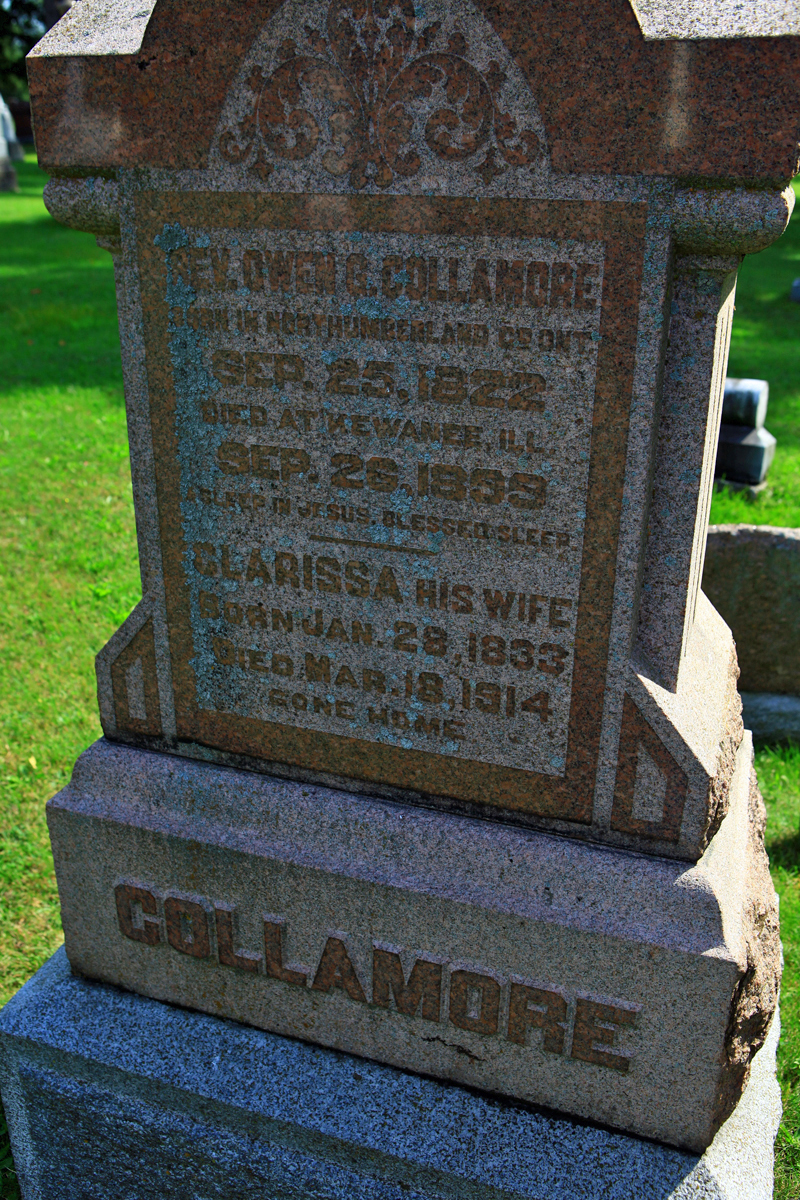 REV. OWEN G. COLLAMORE
BORN IN NORTHUMBERLAND CO ONT.
SEP. 25, 1822
DIED AT KEWANEE, ILL.
SEP. 26, 1899
ASLEEP IN JESUS, BLESSED SLEEP
CLARISSA HIS WIFE
BORN JAN. 28, 1833
DIED MAR. 18, 1914
GONE HOME
COLLAMORE